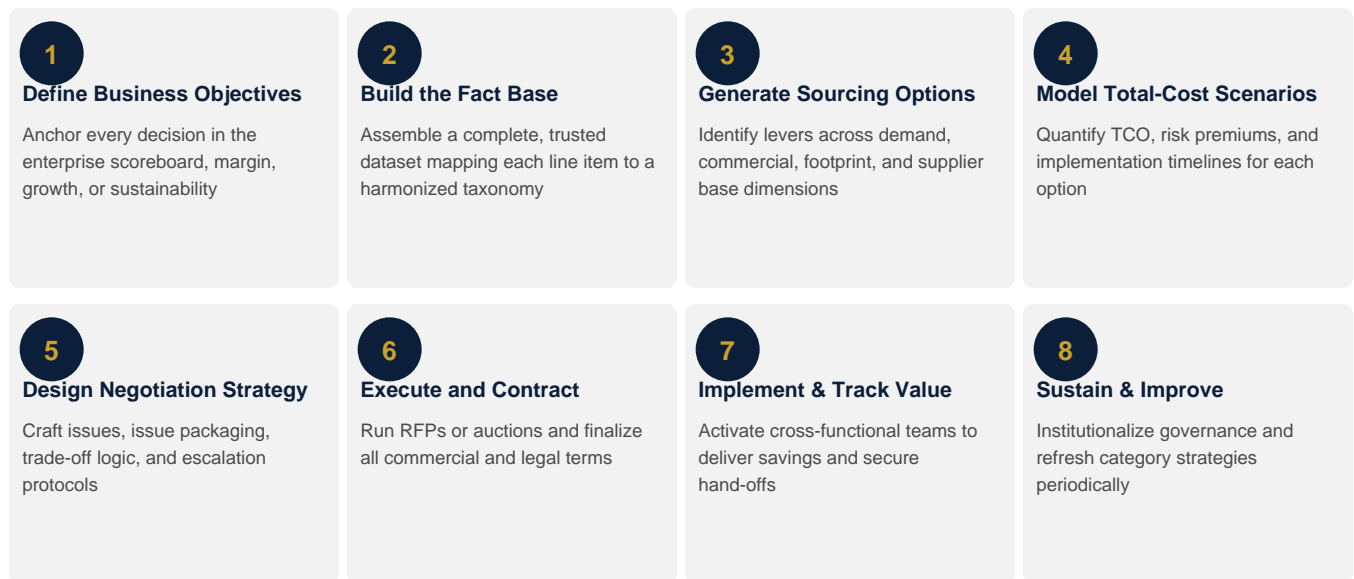 1
Define Business Objectives
Anchor every decision in the
enterprise scoreboard, margin,
growth, or sustainability
2
Build the Fact Base
Assemble a complete, trusted
dataset mapping each line item to a
harmonized taxonomy
3
Generate Sourcing Options
Identify levers across demand,
commercial, footprint, and supplier
base dimensions
4
Model Total-Cost Scenarios
Quantify TCO, risk premiums, and
implementation timelines for each
option
5
Design Negotiation Strategy
Craft issues, issue packaging,
trade-off logic, and escalation
protocols
6
Execute and Contract
Run RFPs or auctions and finalize
all commercial and legal terms
7
Implement & Track Value
Activate cross-functional teams to
deliver savings and secure
hand-offs
8
Sustain & Improve
Institutionalize governance and
refresh category strategies
periodically